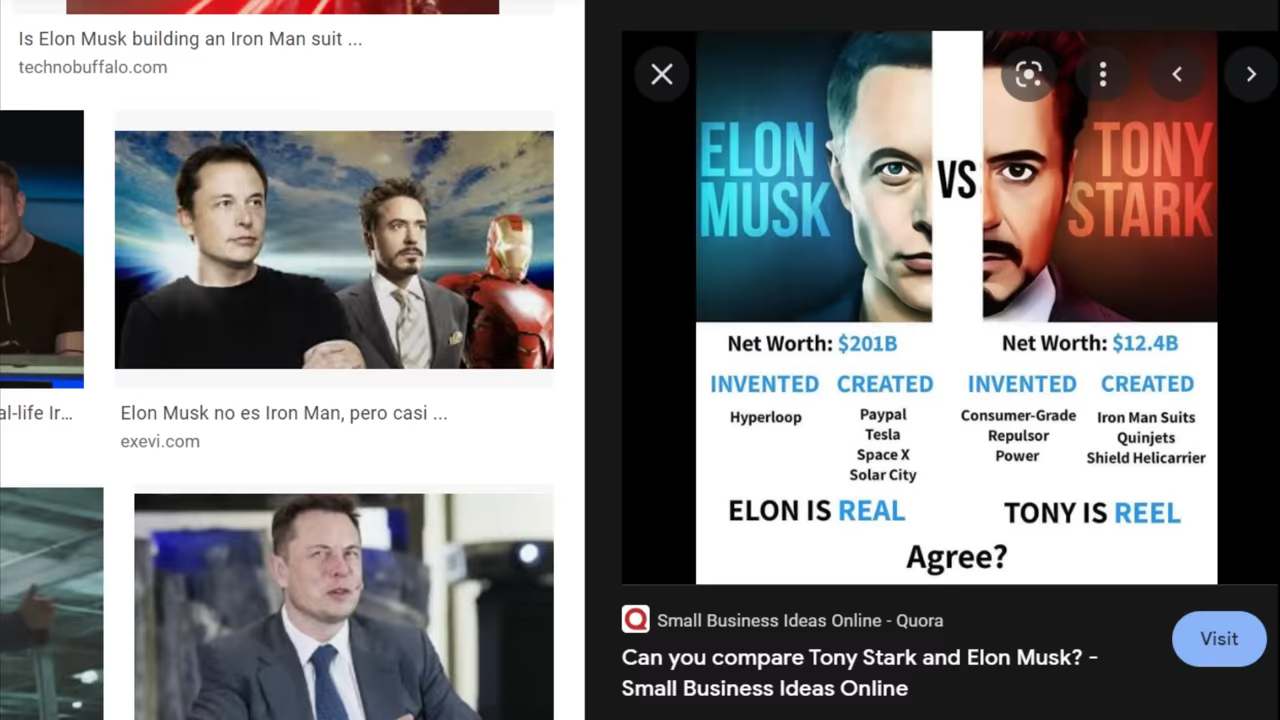 Is Elon Musk building an Iron Man suit ...
technobuffalo.com
al-life Ir...
Elon Musk no es Iron Man, pero casi ...
exevi.com
ELON
MUSK
VS
TONY
STARK
Net Worth: $201B
Net Worth: $12.4B
INVENTED
CREATED
INVENTED
CREATED
Hyperloop
Paypal
Tesla
Space X
Solar City
Consumer-Grade
Repulsor
Power
Iron Man Suits
Quinjets
Shield Helicarrier
ELON IS REAL
TONY IS REEL
Agree?
Small Business Ideas Online - Quora
Can you compare Tony Stark and Elon Musk? -
Small Business Ideas Online
Visit